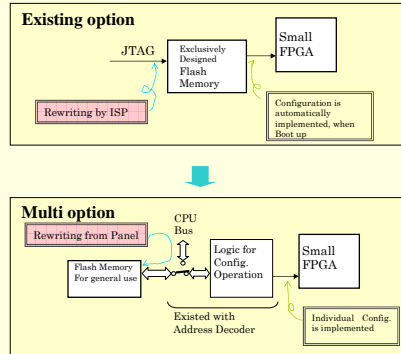 Existing option
JTAG
Exclusively
Designed
Flash
Memory
Small
FPGA
Rewriting by ISP
Configuration is
automatically
implemented, when
Boot up
Multi option
Rewriting from Panel
CPU
Bus
Flash Memory
For general use
Logic for
Config.
Operation
Small
FPGA
Existed with
Address Decoder
Individual Config.
is implemented